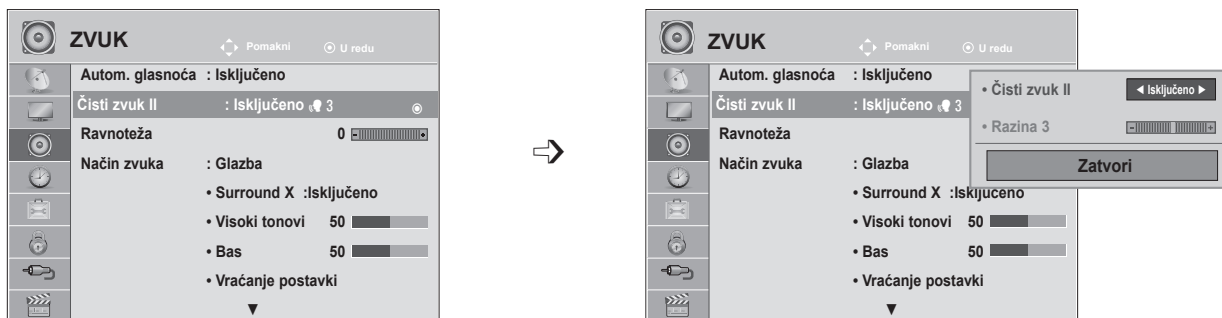 ZVUK
Pomakni
U redu
Autom. glasnoća : Isključeno
Čisti zvuk II : Isključeno 3
Ravnoteža 0 - +
Način zvuka : Glazba
• Surround X :Isključeno
• Visoki tonovi 50
• Bas 50
• Vraćanje postavki
▼
ZVUK
Pomakni
U redu
Autom. glasnoća : Isključeno
Čisti zvuk II : Isključeno 3
Ravnoteža
Način zvuka : Glazba
• Surround X :Isključeno
• Visoki tonovi 50
• Bas 50
• Vraćanje postavki
▼
• Čisti zvuk II ◀ Isključeno ▶
• Razina 3 - +
Zatvori